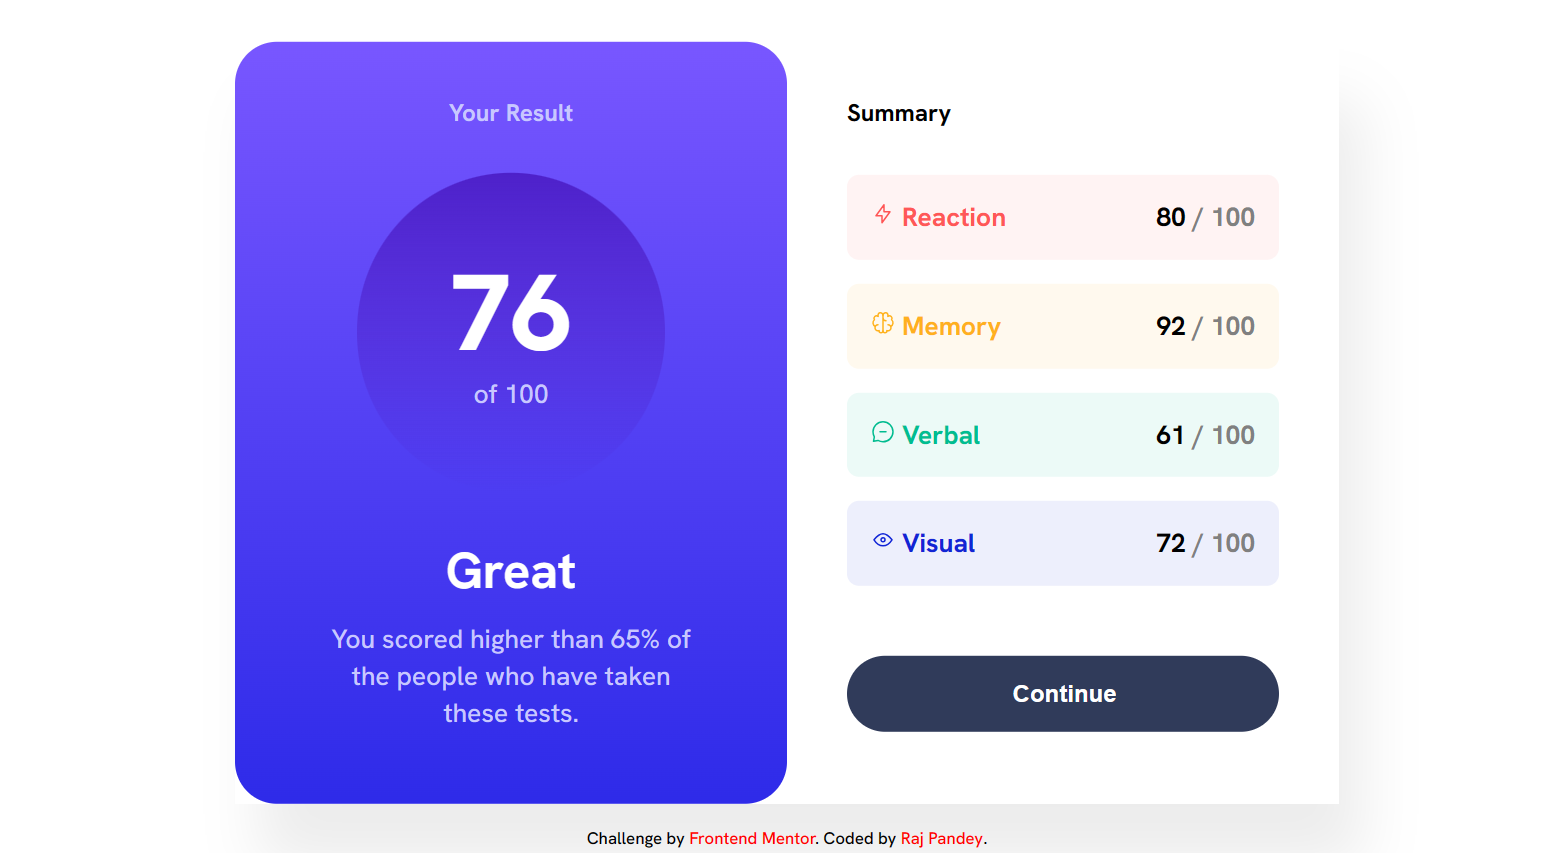 Your Result
76
of 100
Great
You scored higher than 65% of
the people who have taken
these tests.
Summary
Reaction 80 / 100
Memory 92 / 100
Verbal 61 / 100
Visual 72 / 100
Continue
Challenge by Frontend Mentor. Coded by Raj Pandey.